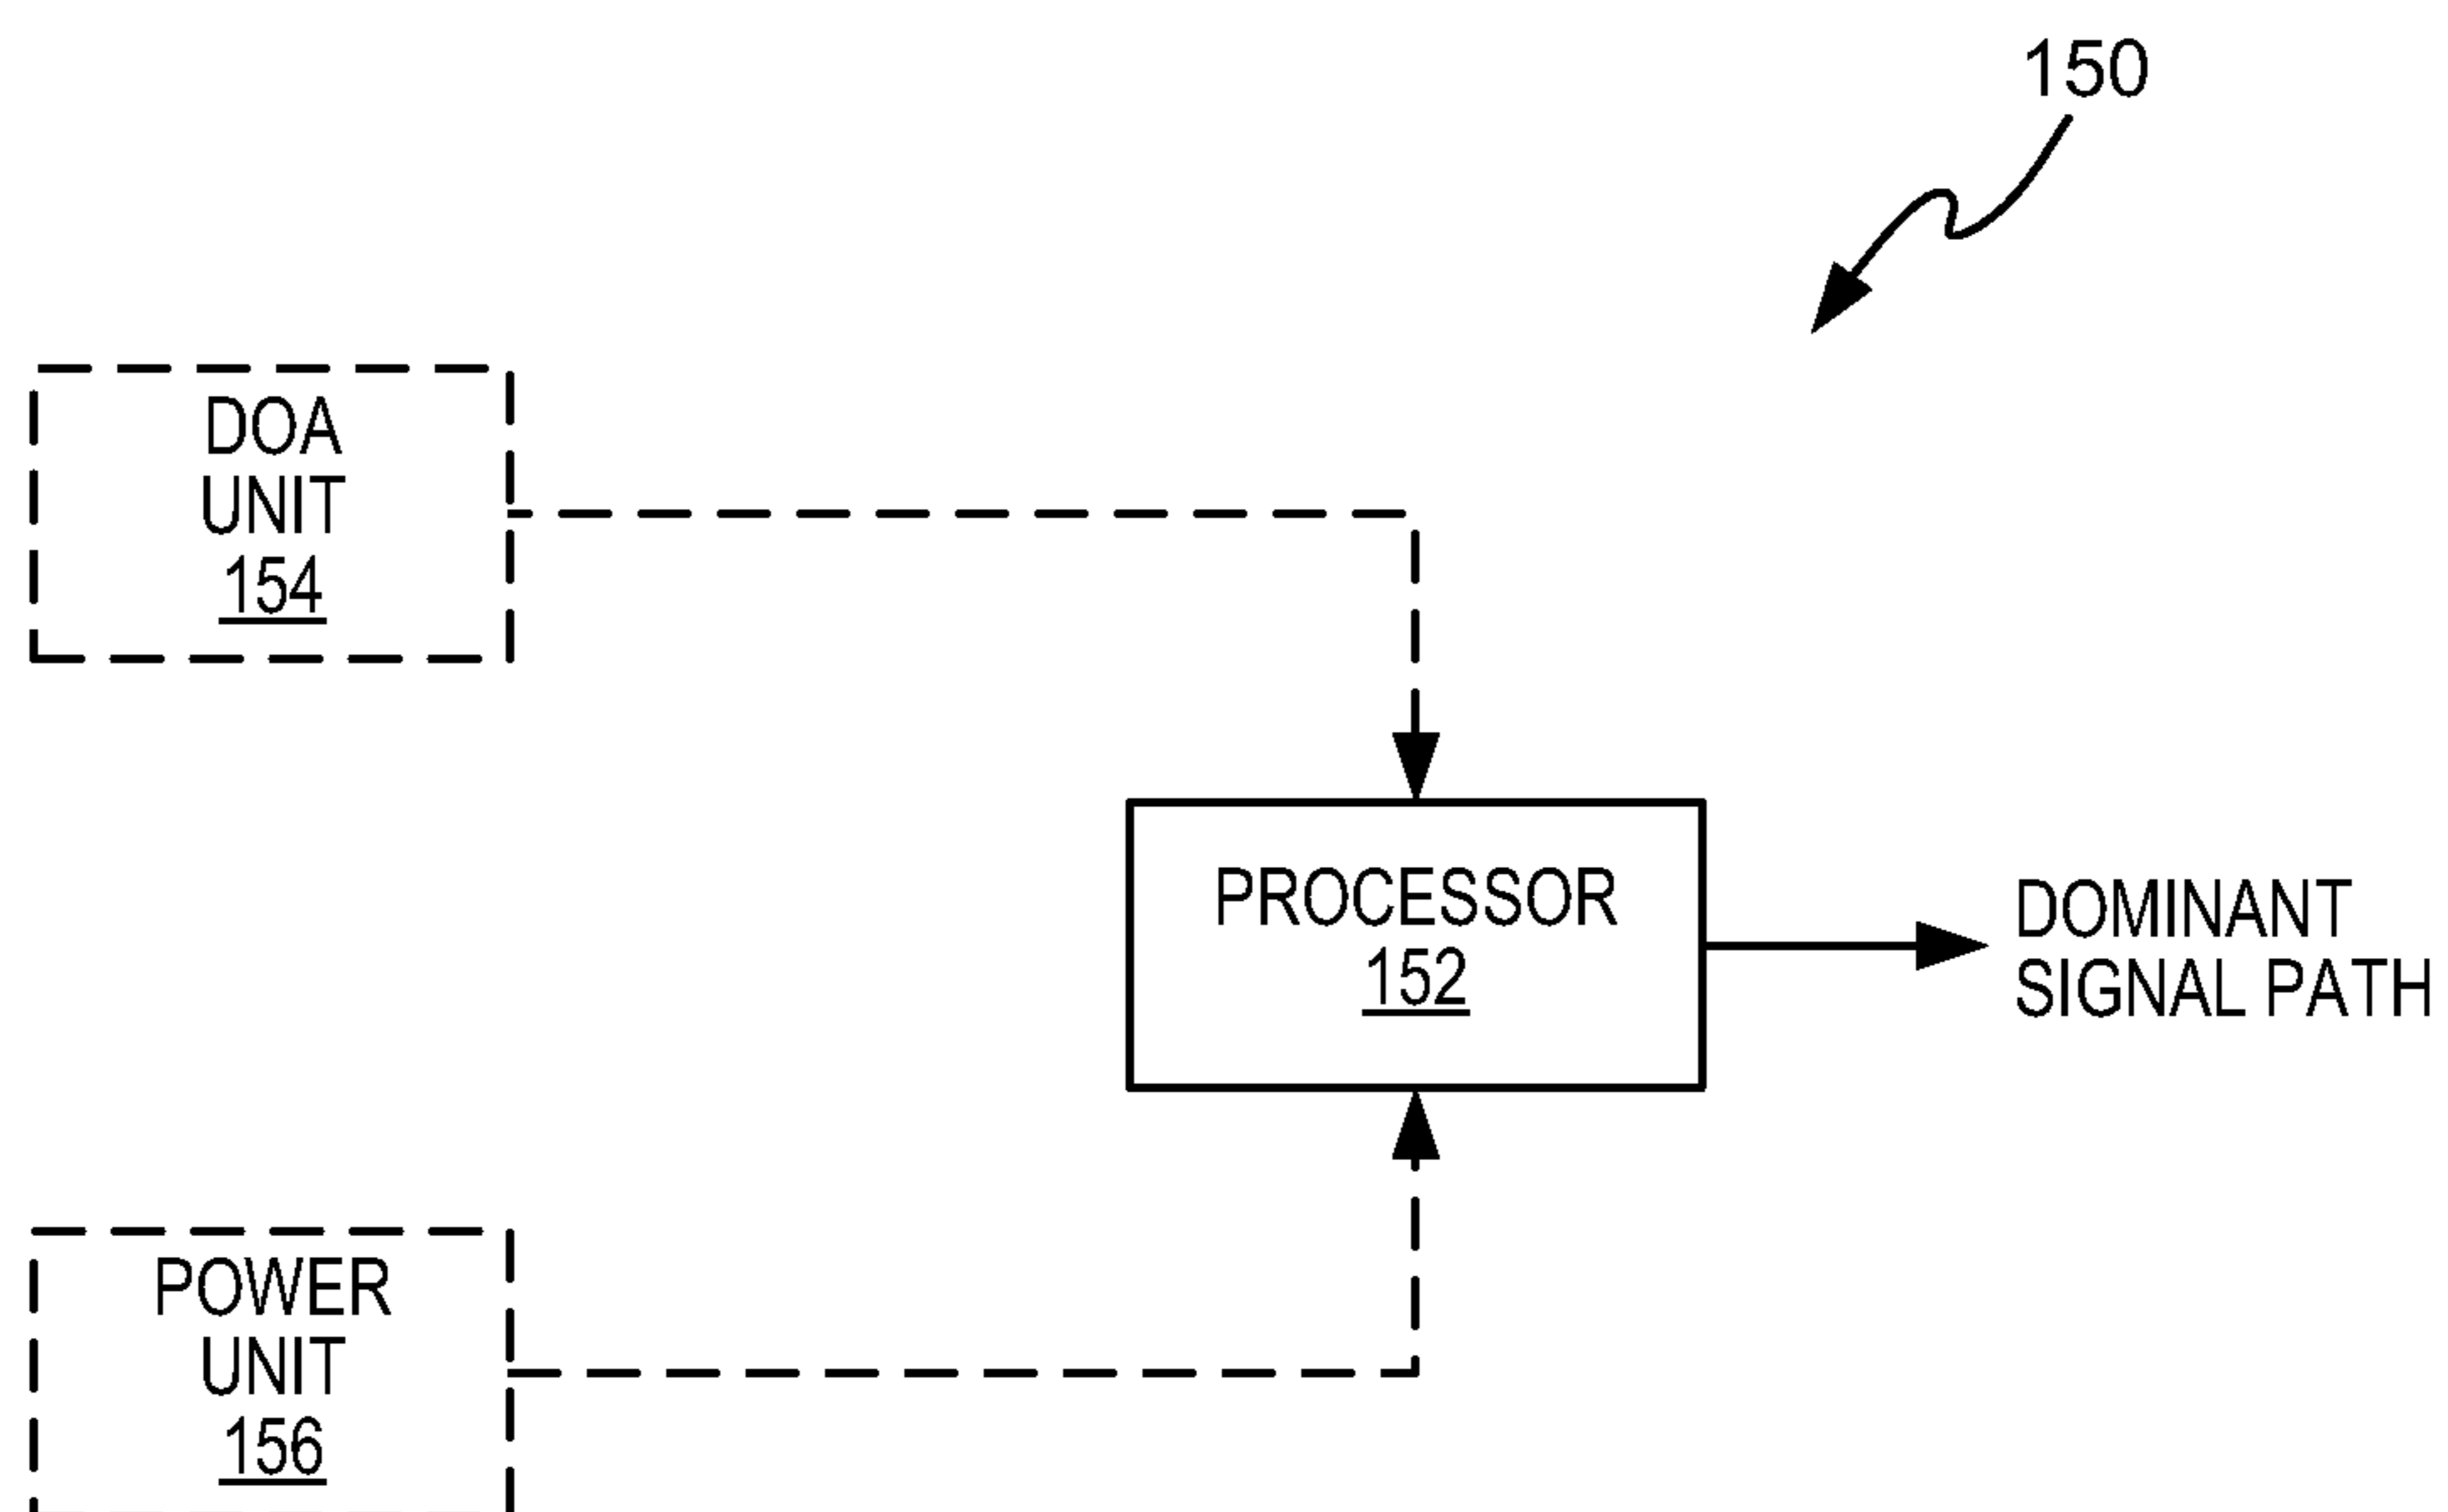 150
DOA
UNIT
154
PROCESSOR
152
DOMINANT
SIGNAL PATH
POWER
UNIT
156